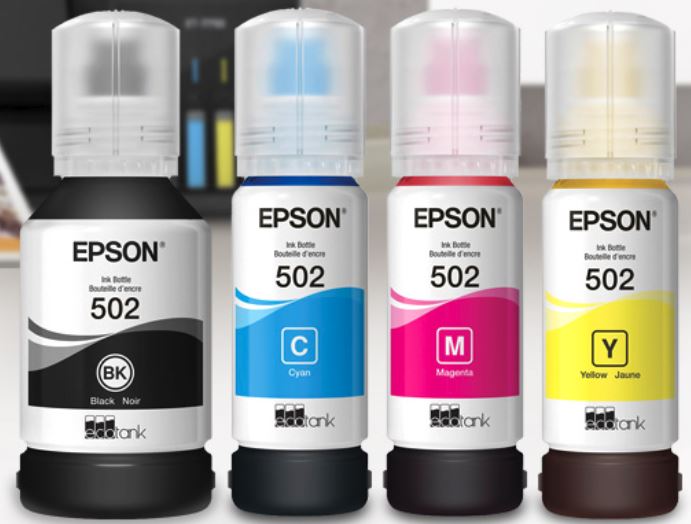 EPSON®
Ink Bottle
Bouteille d'encre
502
BK
Black Noir
ecotank
EPSON®
Ink Bottle
Bouteille d'encre
502
C
Cyan
ecotank
EPSON®
Ink Bottle
Bouteille d'encre
502
M
Magenta
ecotank
EPSON®
Ink Bottle
Bouteille d'encre
502
Y
Yellow Jaune
ecotank